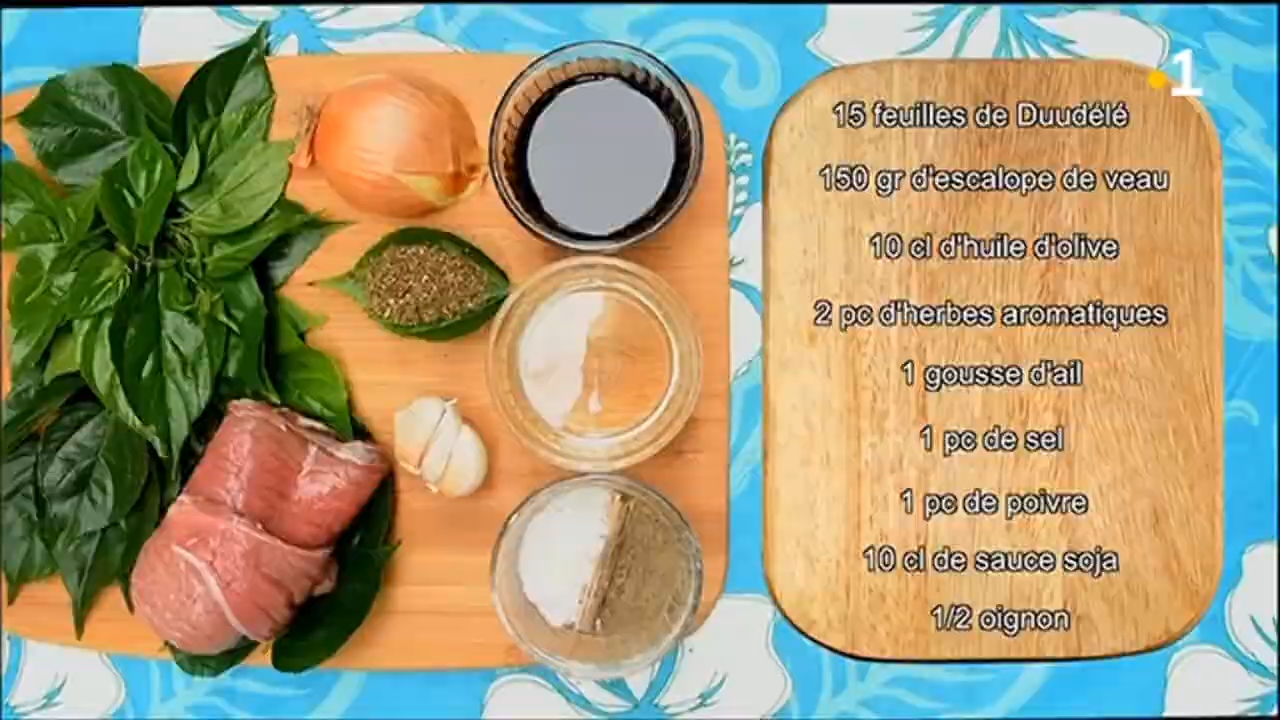 1
15 feuilles de Duudélé
150 gr d'escalope de veau
10 cl d'huile d'olive
2 pc d'herbes aromatiques
1 gousse d'ail
1 pc de sel
1 pc de poivre
10 cl de sauce soja
1/2 oignon